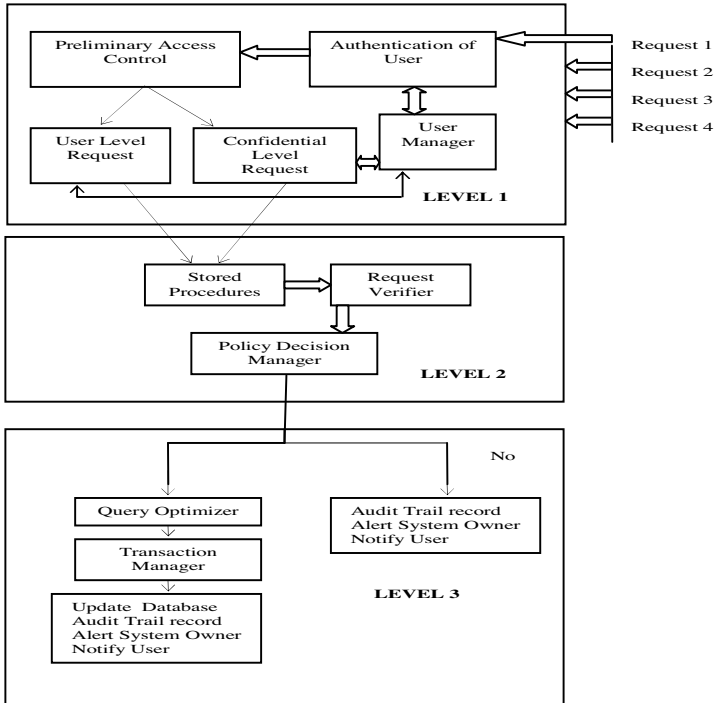 Preliminary Access
Control
Authentication of
User
Request 1
Request 2
Request 3
Request 4
User Level
Request
Confidential
Level
Request
User
Manager
LEVEL 1
Stored
Procedures
Request
Verifier
Policy Decision
Manager
LEVEL 2
No
Query Optimizer
Transaction
Manager
Update Database
Audit Trail record
Alert System Owner
Notify User
Audit Trail record
Alert System Owner
Notify User
LEVEL 3